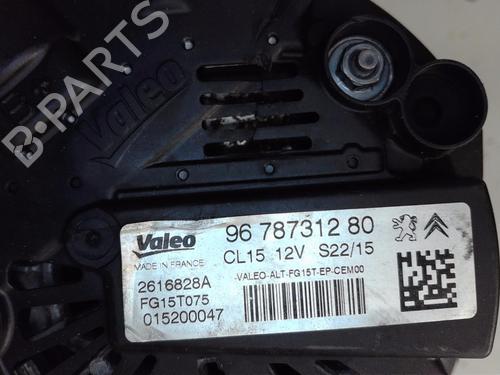 B-PARTS
Valeo
Valeo
96 787312 80
MADE IN FRANCE
CL15 12V S22/15
VALEO-ALT-FG15T-EP-CEM00
2616828A
FG15T075
015200047